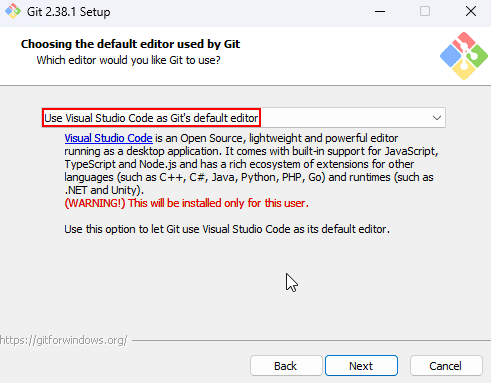 Git 2.38.1 Setup
Choosing the default editor used by Git
Which editor would you like Git to use?
Use Visual Studio Code as Git's default editor
Visual Studio Code is an Open Source, lightweight and powerful editor
running as a desktop application. It comes with built-in support for JavaScript,
TypeScript and Node.js and has a rich ecosystem of extensions for other
languages (such as C++, C#, Java, Python, PHP, Go) and runtimes (such as
.NET and Unity).
(WARNING!) This will be installed only for this user.
Use this option to let Git use Visual Studio Code as its default editor.
https://gitforwindows.org/
Back
Next
Cancel